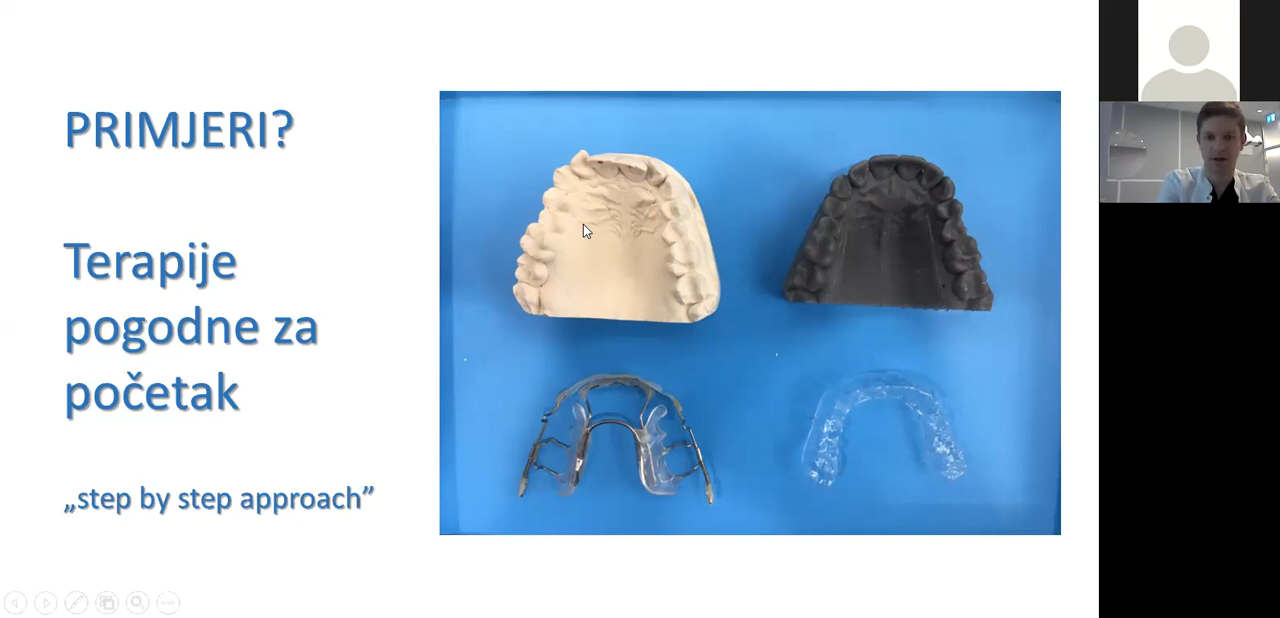 PRIMJERI?
Terapije
pogodne za
početak
„step by step approach”